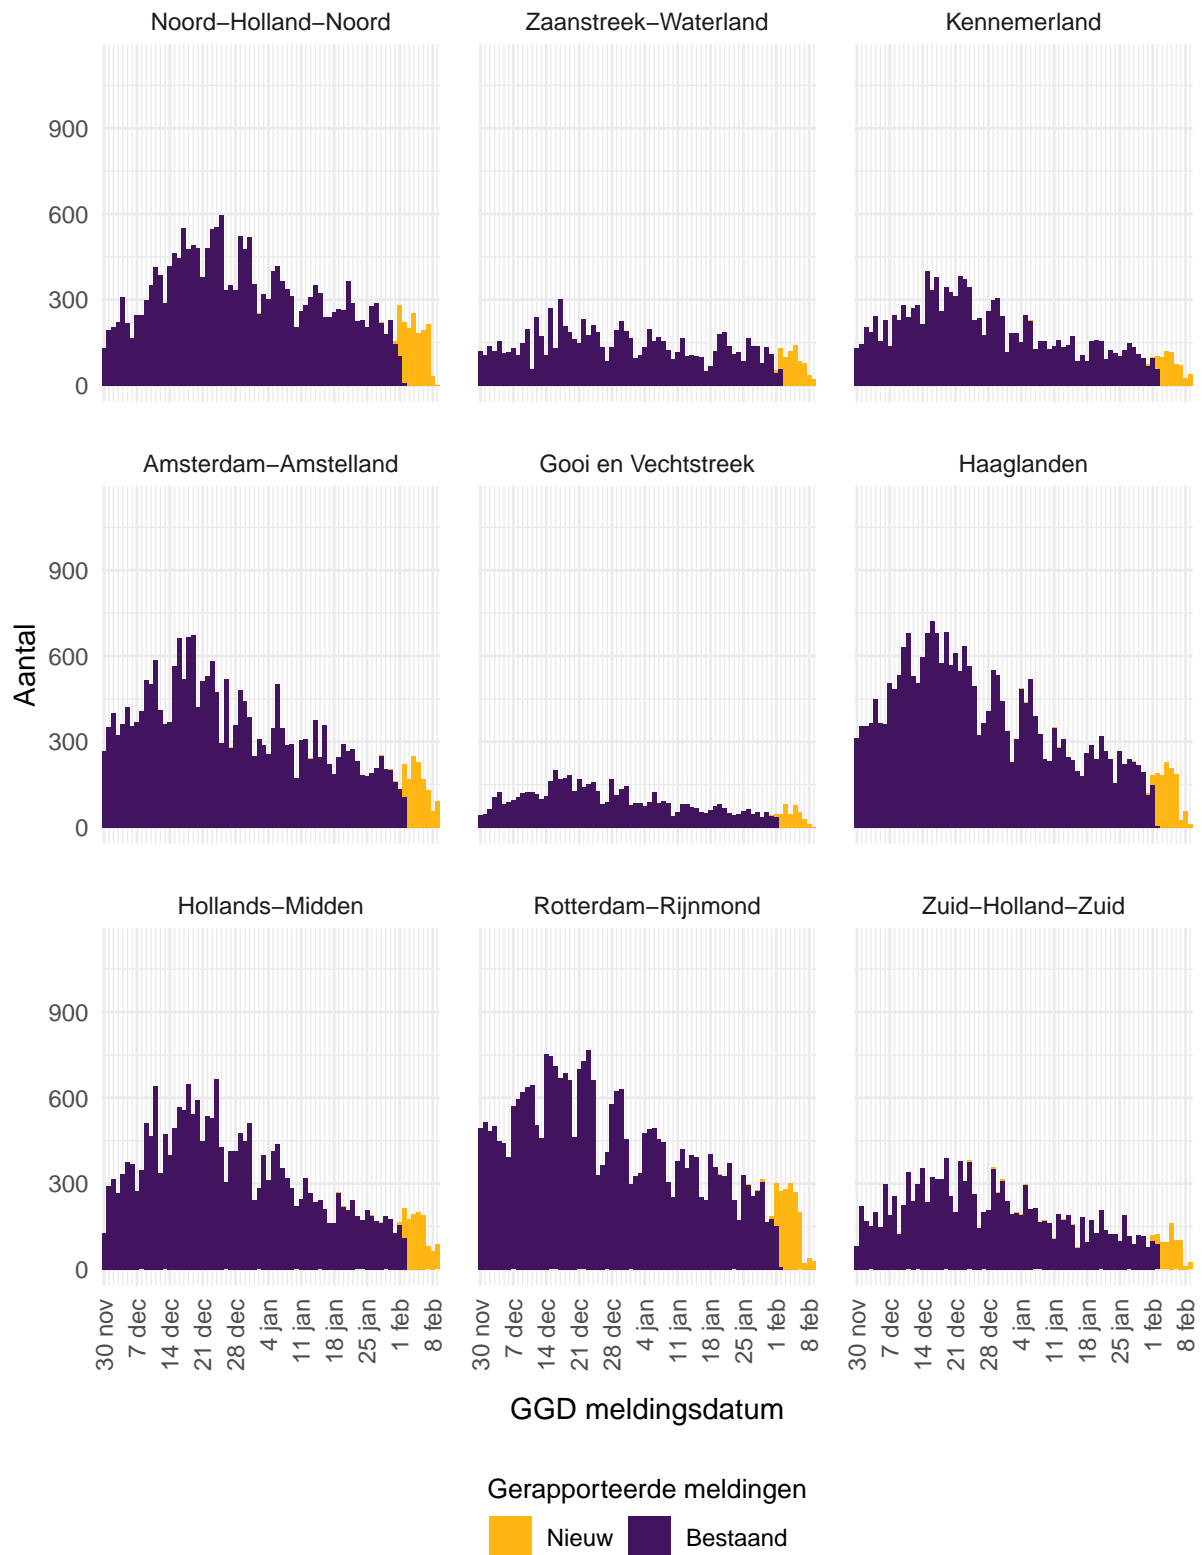 Noord−Holland−Noord
Zaanstreek−Waterland
Kennemerland
900
600
300
0
Amsterdam−Amstelland
Gooi en Vechtstreek
Haaglanden
900
600
300
0
Aantal
Hollands−Midden
Rotterdam−Rijnmond
Zuid−Holland−Zuid
900
600
300
0
30 nov
7 dec
14 dec
21 dec
28 dec
4 jan
11 jan
18 jan
25 jan
1 feb
8 feb
30 nov
7 dec
14 dec
21 dec
28 dec
4 jan
11 jan
18 jan
25 jan
1 feb
8 feb
30 nov
7 dec
14 dec
21 dec
28 dec
4 jan
11 jan
18 jan
25 jan
1 feb
8 feb
GGD meldingsdatum
Gerapporteerde meldingen
Nieuw
Bestaand